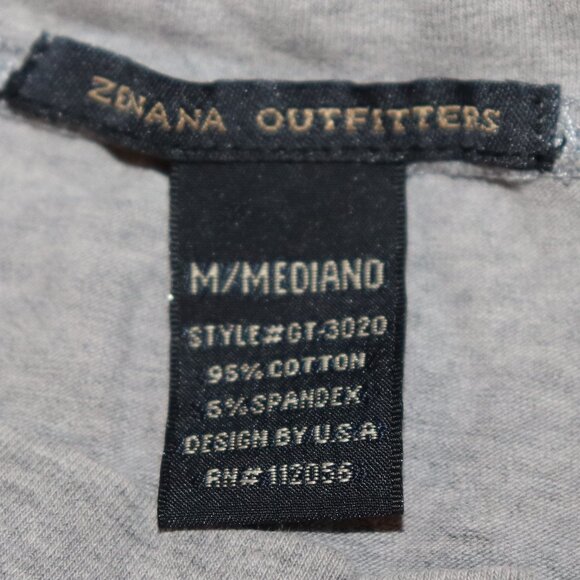 ZENANA OUTFITTERS
M/MEDIANO
STYLE#GT-3020
95% COTTON
5% SPANDEX
DESIGN BY U.S.A
RN# 112056